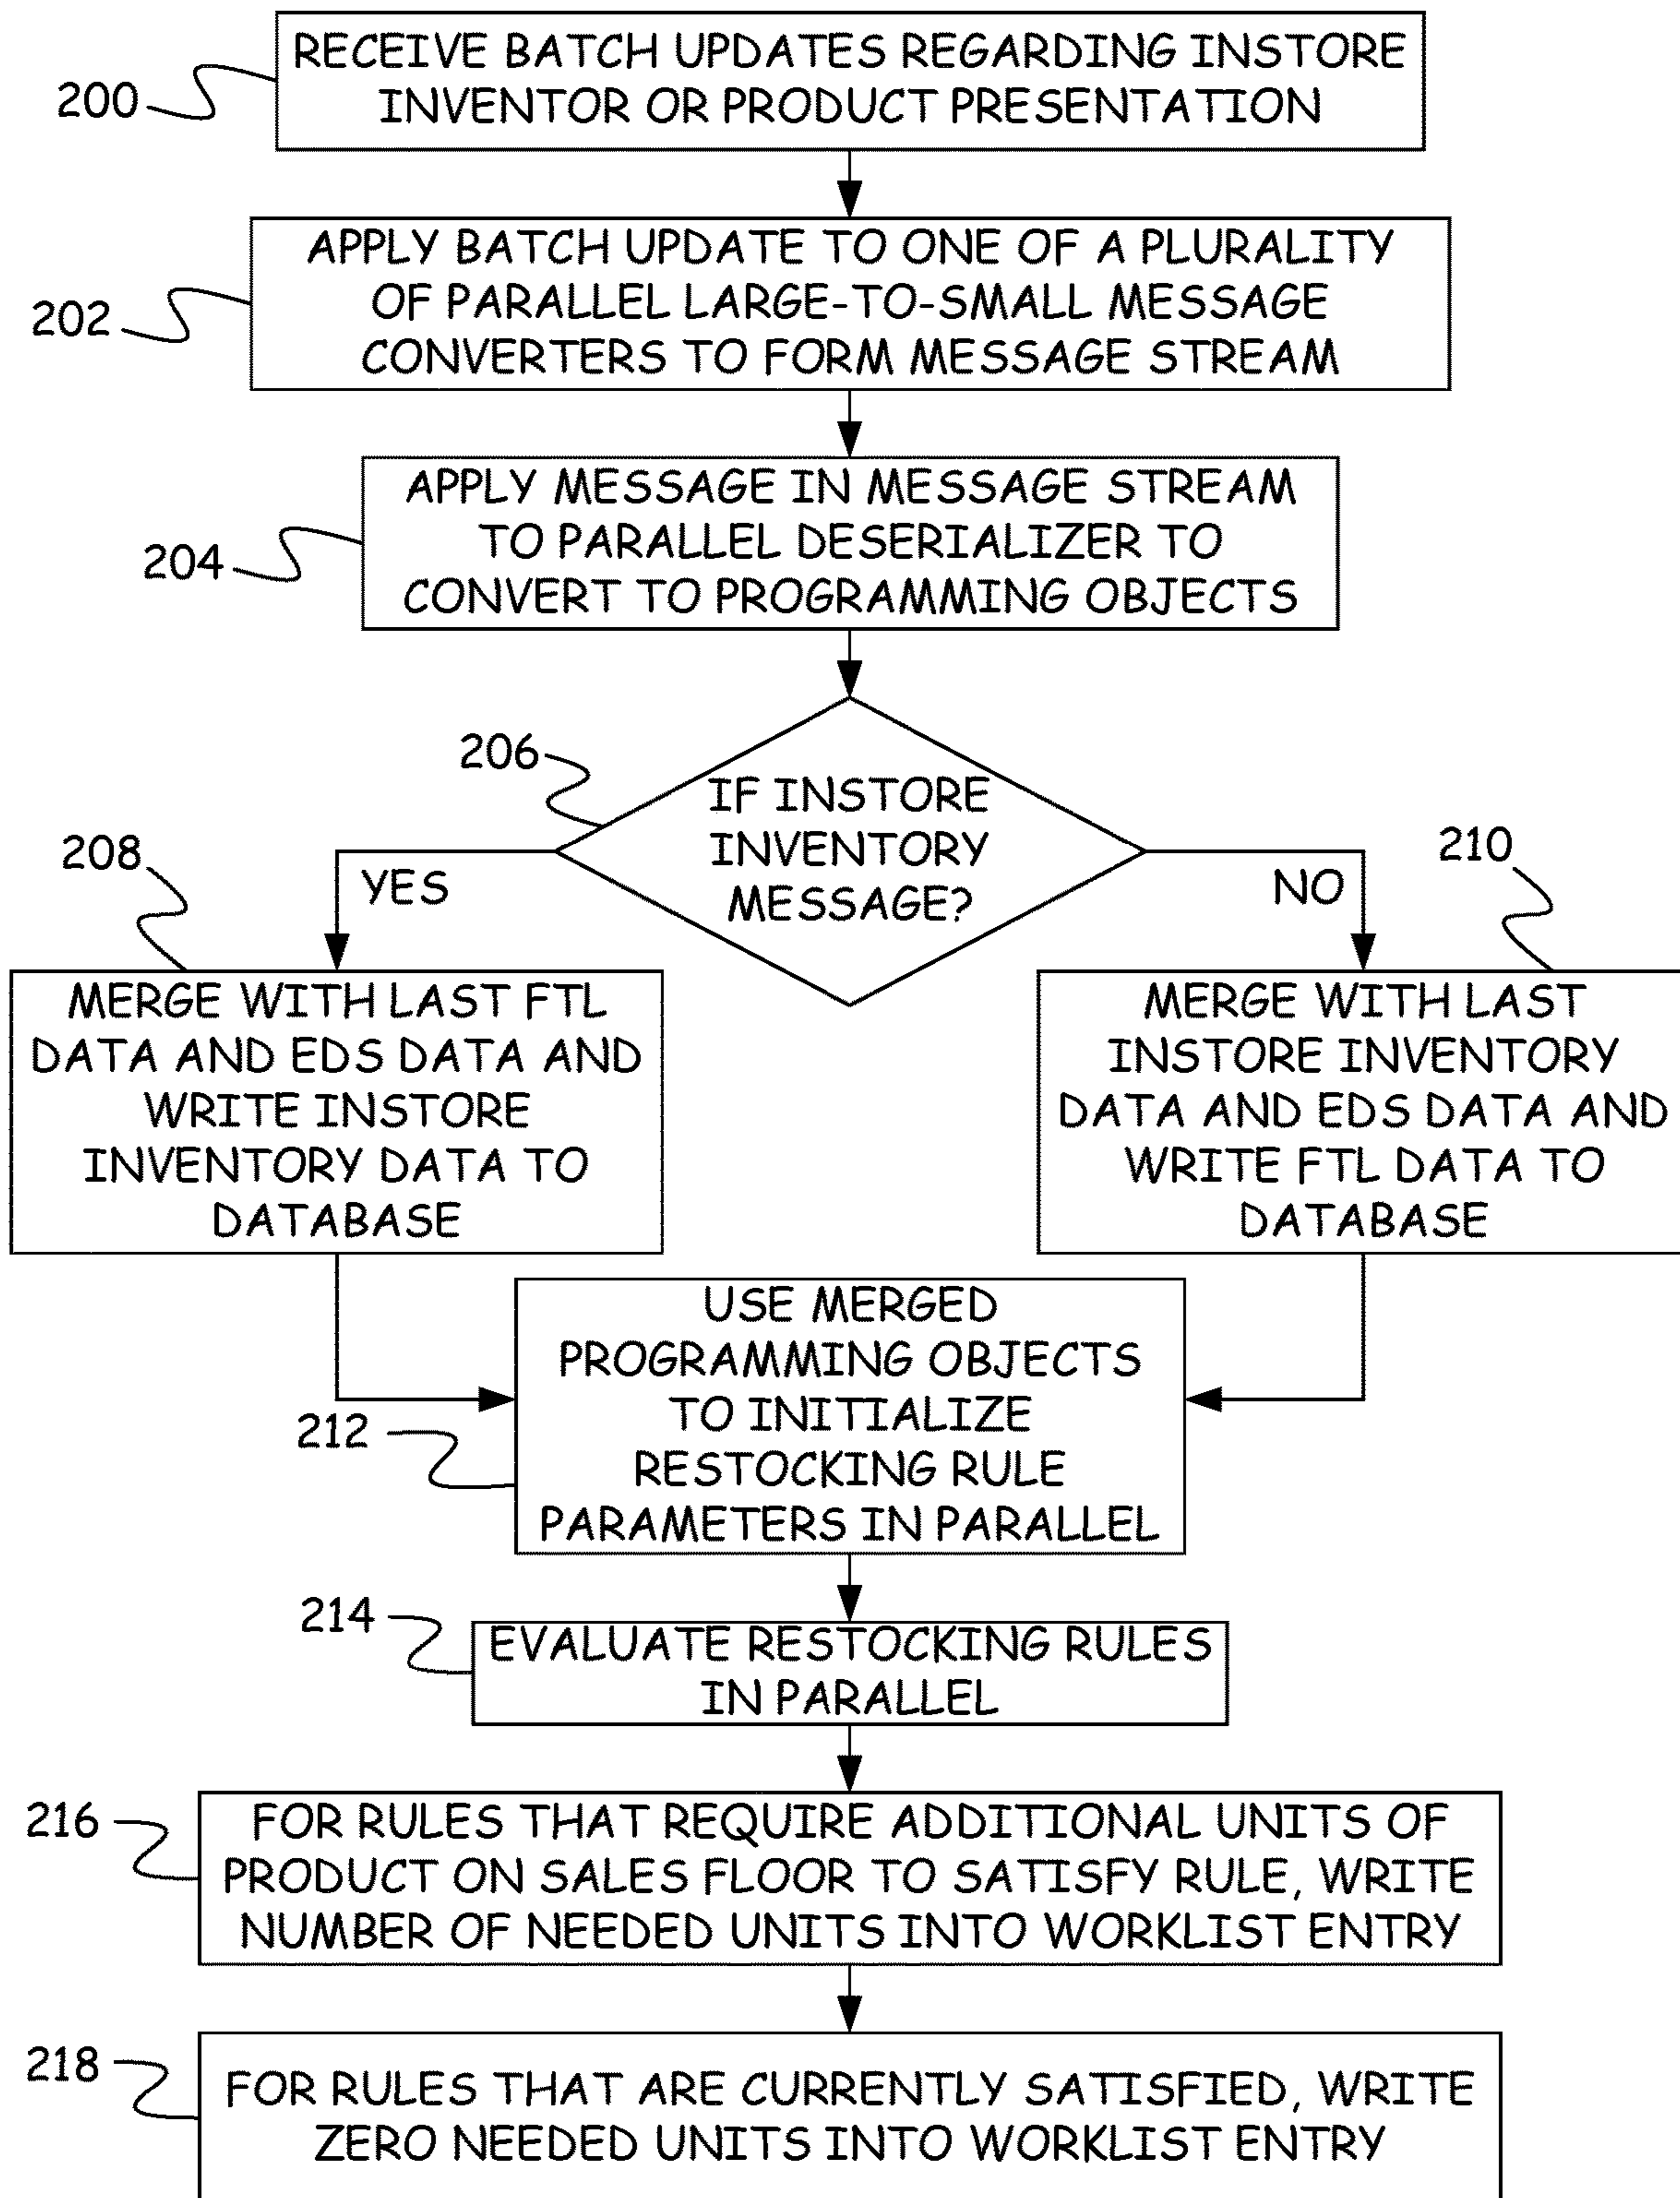 RECEIVE BATCH UPDATES REGARDING INSTORE
INVENTOR OR PRODUCT PRESENTATION
200
APPLY BATCH UPDATE TO ONE OF A PLURALITY
OF PARALLEL LARGE-TO-SMALL MESSAGE
CONVERTERS TO FORM MESSAGE STREAM
202
APPLY MESSAGE IN MESSAGE STREAM
TO PARALLEL DESERIALIZER TO
CONVERT TO PROGRAMMING OBJECTS
204
206
IF INSTORE
INVENTORY
MESSAGE?
YES
NO
208
MERGE WITH LAST FTL
DATA AND EDS DATA AND
WRITE INSTORE
INVENTORY DATA TO
DATABASE
210
MERGE WITH LAST
INSTORE INVENTORY
DATA AND EDS DATA AND
WRITE FTL DATA TO
DATABASE
USE MERGED
PROGRAMMING OBJECTS
TO INITIALIZE
RESTOCKING RULE
PARAMETERS IN PARALLEL
212
214
EVALUATE RESTOCKING RULES
IN PARALLEL
216
FOR RULES THAT REQUIRE ADDITIONAL UNITS OF
PRODUCT ON SALES FLOOR TO SATISFY RULE, WRITE
NUMBER OF NEEDED UNITS INTO WORKLIST ENTRY
218
FOR RULES THAT ARE CURRENTLY SATISFIED, WRITE
ZERO NEEDED UNITS INTO WORKLIST ENTRY